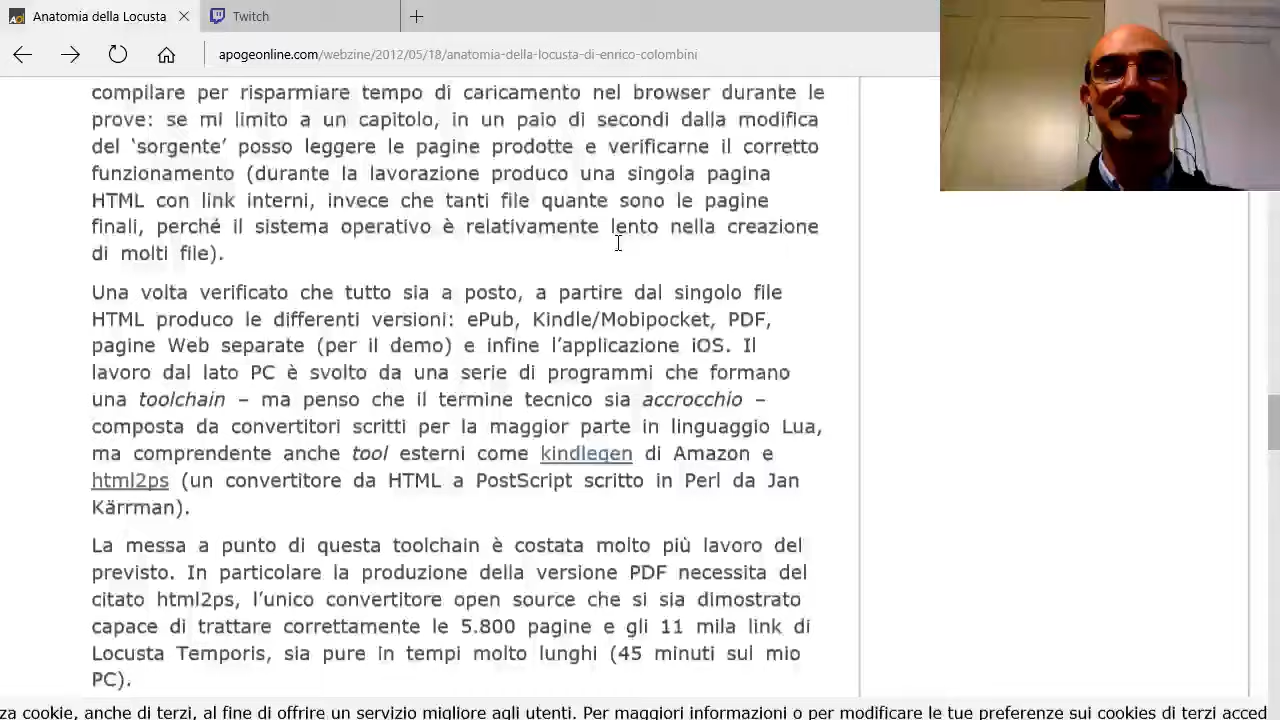 Anatomia della Locusta
Twitch
apogeonline.com/webzine/2012/05/18/anatomia-della-locusta-di-enrico-colombini
compilare per risparmiare tempo di caricamento nel browser durante le
prove: se mi limito a un capitolo, in un paio di secondi dalla modifica
del ‘sorgente’ posso leggere le pagine prodotte e verificarne il corretto
funzionamento (durante la lavorazione produco una singola pagina
HTML con link interni, invece che tanti file quante sono le pagine
finali, perché il sistema operativo è relativamente lento nella creazione
di molti file).
Una volta verificato che tutto sia a posto, a partire dal singolo file
HTML produco le differenti versioni: ePub, Kindle/Mobipocket, PDF,
pagine Web separate (per il demo) e infine l’applicazione iOS. Il
lavoro dal lato PC è svolto da una serie di programmi che formano
una toolchain – ma penso che il termine tecnico sia accrocchio –
composta da convertitori scritti per la maggior parte in linguaggio Lua,
ma comprendente anche tool esterni come kindlegen di Amazon e
html2ps (un convertitore da HTML a PostScript scritto in Perl da Jan
Kärrman).
La messa a punto di questa toolchain è costata molto più lavoro del
previsto. In particolare la produzione della versione PDF necessita del
citato html2ps, l’unico convertitore open source che si sia dimostrato
capace di trattare correttamente le 5.800 pagine e gli 11 mila link di
Locusta Temporis, sia pure in tempi molto lunghi (45 minuti sul mio
PC).
za cookie, anche di terzi, al fine di offrire un servizio migliore agli utenti. Per maggiori informazioni o per modificare le tue preferenze sui cookies di terzi acced